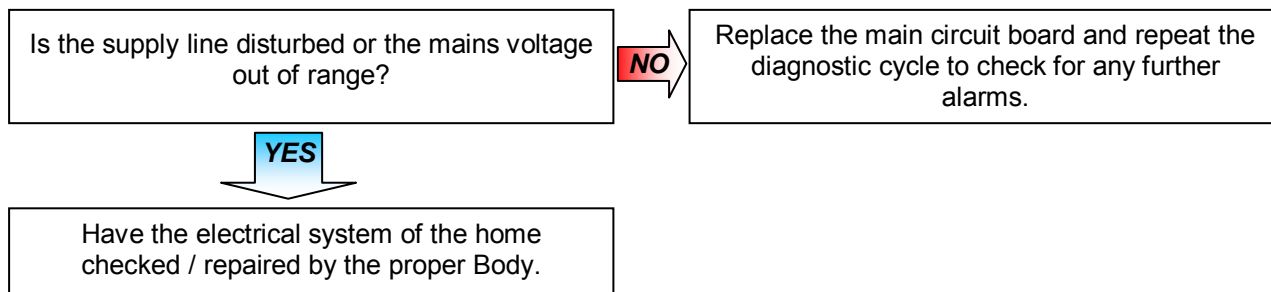 Is the supply line disturbed or the mains voltage
out of range?
NO
Replace the main circuit board and repeat the
diagnostic cycle to check for any further
alarms.
YES
Have the electrical system of the home
checked / repaired by the proper Body.